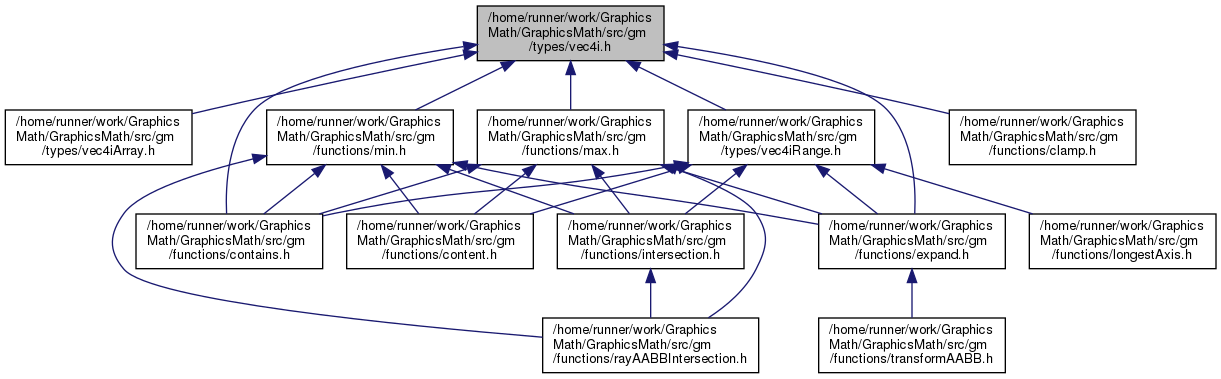 /home/runner/work/Graphics
Math/GraphicsMath/src/gm
/types/vec4i.h
/home/runner/work/Graphics
Math/GraphicsMath/src/gm
/types/vec4iArray.h
/home/runner/work/Graphics
Math/GraphicsMath/src/gm
/functions/min.h
/home/runner/work/Graphics
Math/GraphicsMath/src/gm
/functions/max.h
/home/runner/work/Graphics
Math/GraphicsMath/src/gm
/types/vec4iRange.h
/home/runner/work/Graphics
Math/GraphicsMath/src/gm
/functions/clamp.h
/home/runner/work/Graphics
Math/GraphicsMath/src/gm
/functions/contains.h
/home/runner/work/Graphics
Math/GraphicsMath/src/gm
/functions/content.h
/home/runner/work/Graphics
Math/GraphicsMath/src/gm
/functions/intersection.h
/home/runner/work/Graphics
Math/GraphicsMath/src/gm
/functions/expand.h
/home/runner/work/Graphics
Math/GraphicsMath/src/gm
/functions/longestAxis.h
/home/runner/work/Graphics
Math/GraphicsMath/src/gm
/functions/rayAABBIntersection.h
/home/runner/work/Graphics
Math/GraphicsMath/src/gm
/functions/transformAABB.h